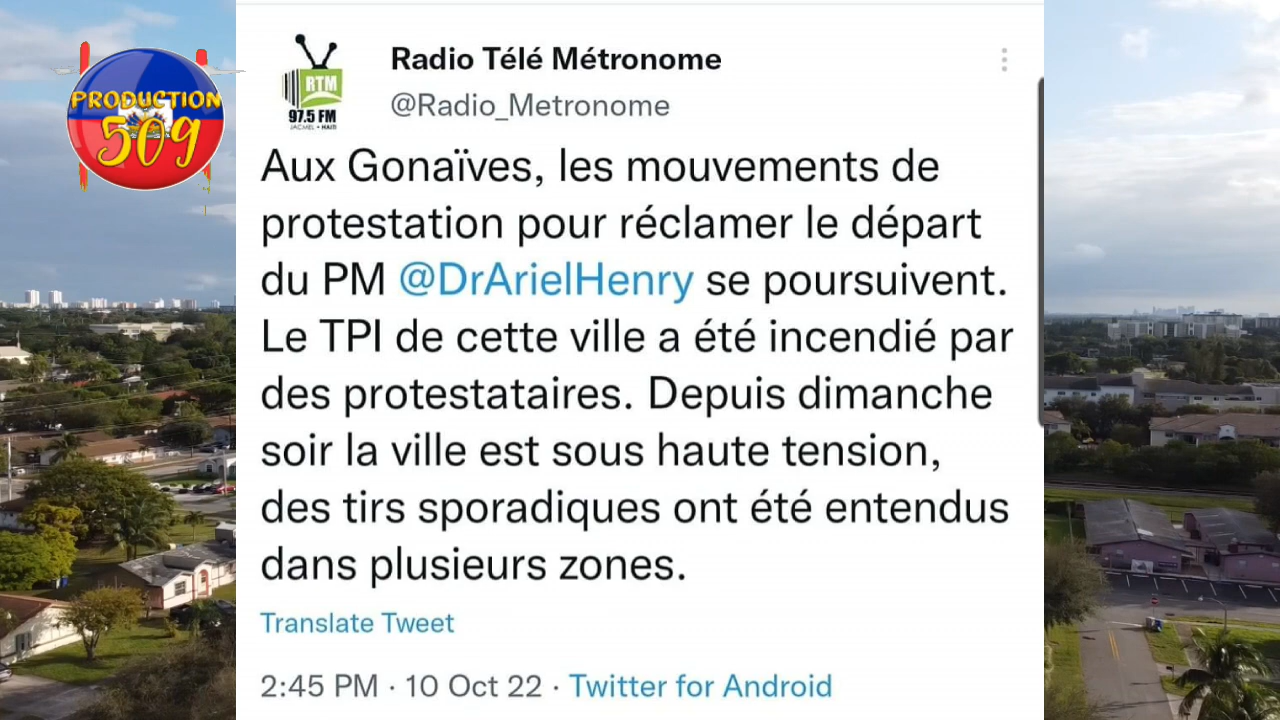 PRODUCTION
509
RTM
97.5 FM
JACMEL • HAITI
Radio Télé Métronome
@Radio_Metronome
Aux Gonaïves, les mouvements de
protestation pour réclamer le départ
du PM @DrArielHenry se poursuivent.
Le TPI de cette ville a été incendié par
des protestataires. Depuis dimanche
soir la ville est sous haute tension,
des tirs sporadiques ont été entendus
dans plusieurs zones.
Translate Tweet
2:45 PM · 10 Oct 22 · Twitter for Android